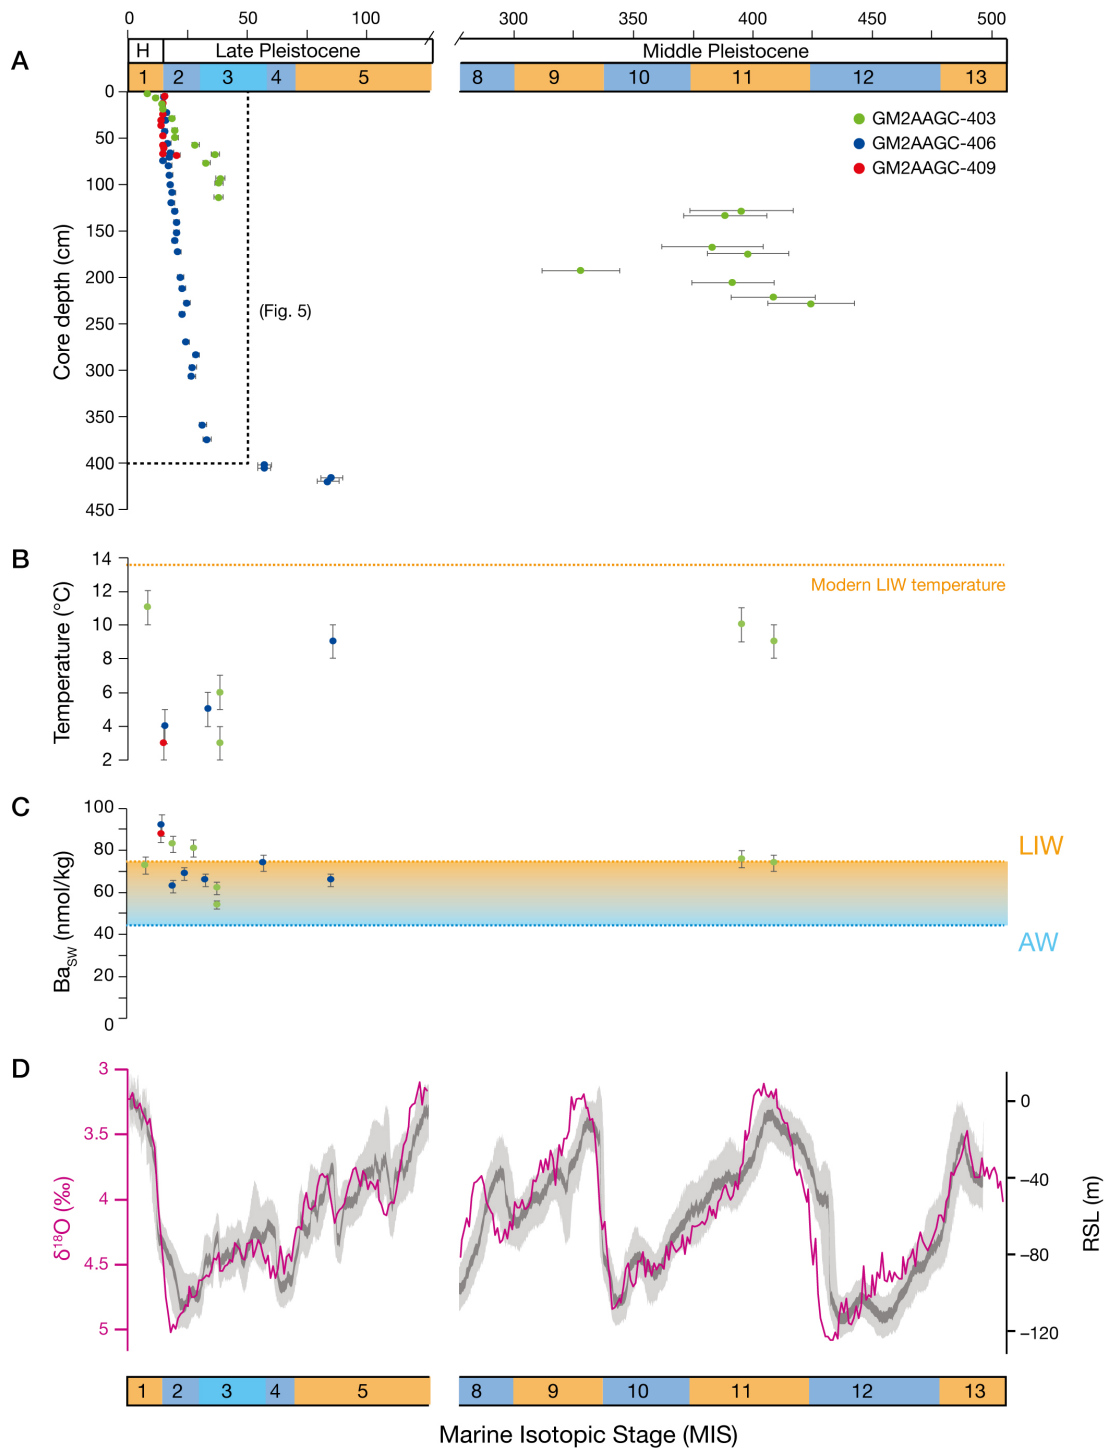 0 50 100 300 350 400 450 500
H Late Pleistocene Middle Pleistocene
A
1 2 3 4 5 8 9 10 11 12 13
0
50
100
150
200
250
300
350
400
450
Core depth (cm)
GM2AAGC-403
GM2AAGC-406
GM2AAGC-409
(Fig. 5)
B
14
12
10
8
6
4
2
Temperature (°C)
Modern LIW temperature
C
100
80
60
40
20
0
Ba_SW (nmol/kg)
LIW
AW
D
3
3.5
4
4.5
5
δ¹⁸O (‰)
0
−40
−80
−120
RSL (m)
1 2 3 4 5 8 9 10 11 12 13
Marine Isotopic Stage (MIS)